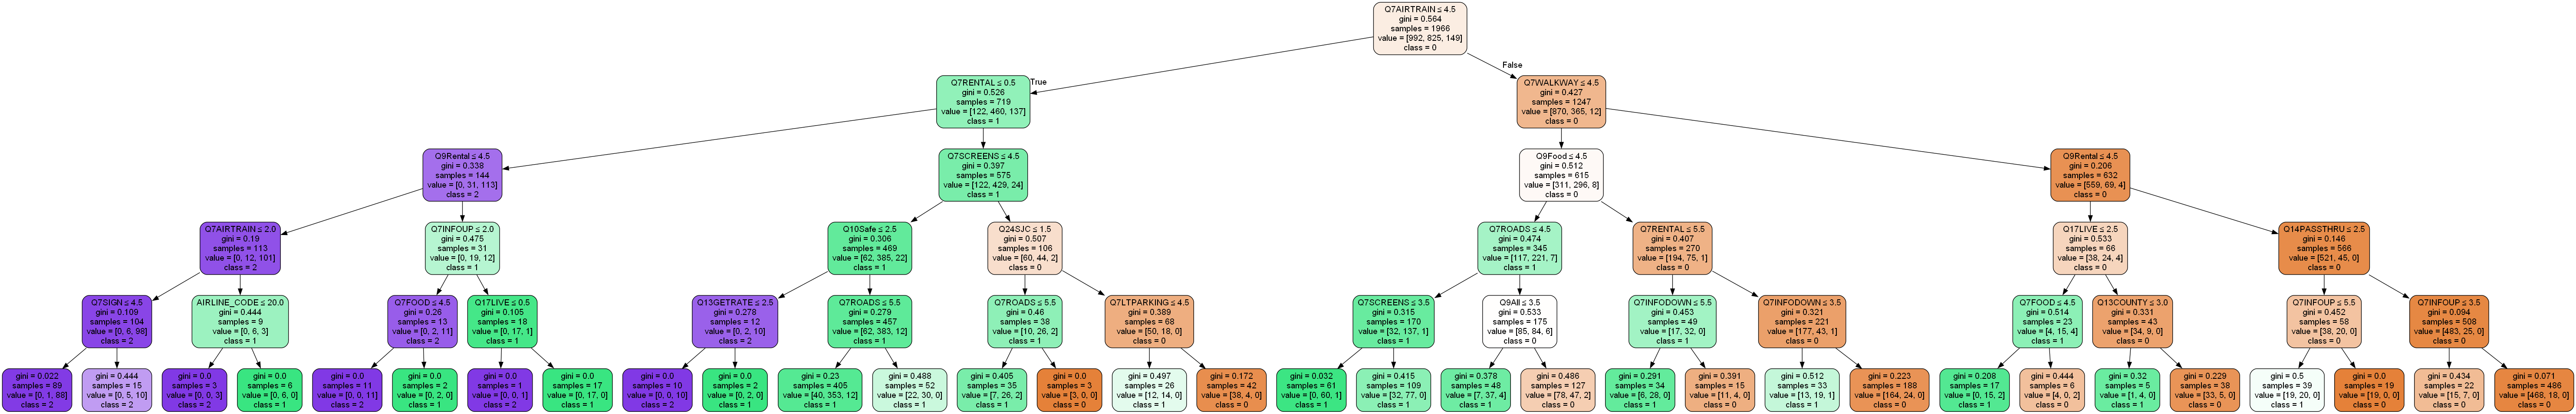 Q7AIRTRAIN ≤ 4.5
gini = 0.564
samples = 1966
value = [992, 825, 149]
class = 0
True
False
Q7RENTAL ≤ 0.5
gini = 0.526
samples = 719
value = [122, 460, 137]
class = 1
Q7WALKWAY ≤ 4.5
gini = 0.427
samples = 1247
value = [870, 365, 12]
class = 0
Q9Rental ≤ 4.5
gini = 0.338
samples = 144
value = [0, 31, 113]
class = 2
Q7SCREENS ≤ 4.5
gini = 0.397
samples = 575
value = [122, 429, 24]
class = 1
Q9Food ≤ 4.5
gini = 0.512
samples = 615
value = [311, 296, 8]
class = 0
Q9Rental ≤ 4.5
gini = 0.206
samples = 632
value = [559, 69, 4]
class = 0
Q7AIRTRAIN ≤ 2.0
gini = 0.19
samples = 113
value = [0, 12, 101]
class = 2
Q7INFOUP ≤ 2.0
gini = 0.475
samples = 31
value = [0, 19, 12]
class = 1
Q10Safe ≤ 2.5
gini = 0.306
samples = 469
value = [62, 385, 22]
class = 1
Q24SJC ≤ 1.5
gini = 0.507
samples = 106
value = [60, 44, 2]
class = 0
Q7ROADS ≤ 4.5
gini = 0.474
samples = 345
value = [117, 221, 7]
class = 1
Q7RENTAL ≤ 5.5
gini = 0.407
samples = 270
value = [194, 75, 1]
class = 0
Q17LIVE ≤ 2.5
gini = 0.533
samples = 66
value = [38, 24, 4]
class = 0
Q14PASSTHRU ≤ 2.5
gini = 0.146
samples = 566
value = [521, 45, 0]
class = 0
Q7SIGN ≤ 4.5
gini = 0.109
samples = 104
value = [0, 6, 98]
class = 2
AIRLINE_CODE ≤ 20.0
gini = 0.444
samples = 9
value = [0, 6, 3]
class = 1
Q7FOOD ≤ 4.5
gini = 0.26
samples = 13
value = [0, 2, 11]
class = 2
Q17LIVE ≤ 0.5
gini = 0.105
samples = 18
value = [0, 17, 1]
class = 1
Q13GETRATE ≤ 2.5
gini = 0.278
samples = 12
value = [0, 2, 10]
class = 2
Q7ROADS ≤ 5.5
gini = 0.279
samples = 457
value = [62, 383, 12]
class = 1
Q7ROADS ≤ 5.5
gini = 0.46
samples = 38
value = [10, 26, 2]
class = 1
Q7LTPARKING ≤ 4.5
gini = 0.389
samples = 68
value = [50, 18, 0]
class = 0
Q7SCREENS ≤ 3.5
gini = 0.315
samples = 170
value = [32, 137, 1]
class = 1
Q9All ≤ 3.5
gini = 0.533
samples = 175
value = [85, 84, 6]
class = 0
Q7INFODOWN ≤ 5.5
gini = 0.453
samples = 49
value = [17, 32, 0]
class = 1
Q7INFODOWN ≤ 3.5
gini = 0.321
samples = 221
value = [177, 43, 1]
class = 0
Q7FOOD ≤ 4.5
gini = 0.514
samples = 23
value = [4, 15, 4]
class = 1
Q13COUNTY ≤ 3.0
gini = 0.331
samples = 43
value = [34, 9, 0]
class = 0
Q7INFOUP ≤ 5.5
gini = 0.452
samples = 58
value = [38, 20, 0]
class = 0
Q7INFOUP ≤ 3.5
gini = 0.094
samples = 508
value = [483, 25, 0]
class = 0
gini = 0.022
samples = 89
value = [0, 1, 88]
class = 2
gini = 0.444
samples = 15
value = [0, 5, 10]
class = 2
gini = 0.0
samples = 3
value = [0, 0, 3]
class = 2
gini = 0.0
samples = 6
value = [0, 6, 0]
class = 1
gini = 0.0
samples = 11
value = [0, 0, 11]
class = 2
gini = 0.0
samples = 2
value = [0, 2, 0]
class = 1
gini = 0.0
samples = 1
value = [0, 0, 1]
class = 2
gini = 0.0
samples = 17
value = [0, 17, 0]
class = 1
gini = 0.0
samples = 10
value = [0, 0, 10]
class = 2
gini = 0.0
samples = 2
value = [0, 2, 0]
class = 1
gini = 0.23
samples = 405
value = [40, 353, 12]
class = 1
gini = 0.488
samples = 52
value = [22, 30, 0]
class = 1
gini = 0.405
samples = 35
value = [7, 26, 2]
class = 1
gini = 0.0
samples = 3
value = [3, 0, 0]
class = 0
gini = 0.497
samples = 26
value = [12, 14, 0]
class = 1
gini = 0.172
samples = 42
value = [38, 4, 0]
class = 0
gini = 0.032
samples = 61
value = [0, 60, 1]
class = 1
gini = 0.415
samples = 109
value = [32, 77, 0]
class = 1
gini = 0.378
samples = 48
value = [7, 37, 4]
class = 1
gini = 0.486
samples = 127
value = [78, 47, 2]
class = 0
gini = 0.291
samples = 34
value = [6, 28, 0]
class = 1
gini = 0.391
samples = 15
value = [11, 4, 0]
class = 0
gini = 0.512
samples = 33
value = [13, 19, 1]
class = 1
gini = 0.223
samples = 188
value = [164, 24, 0]
class = 0
gini = 0.208
samples = 17
value = [0, 15, 2]
class = 1
gini = 0.444
samples = 6
value = [4, 0, 2]
class = 0
gini = 0.32
samples = 5
value = [1, 4, 0]
class = 1
gini = 0.229
samples = 38
value = [33, 5, 0]
class = 0
gini = 0.5
samples = 39
value = [19, 20, 0]
class = 1
gini = 0.0
samples = 19
value = [19, 0, 0]
class = 0
gini = 0.434
samples = 22
value = [15, 7, 0]
class = 0
gini = 0.071
samples = 486
value = [468, 18, 0]
class = 0